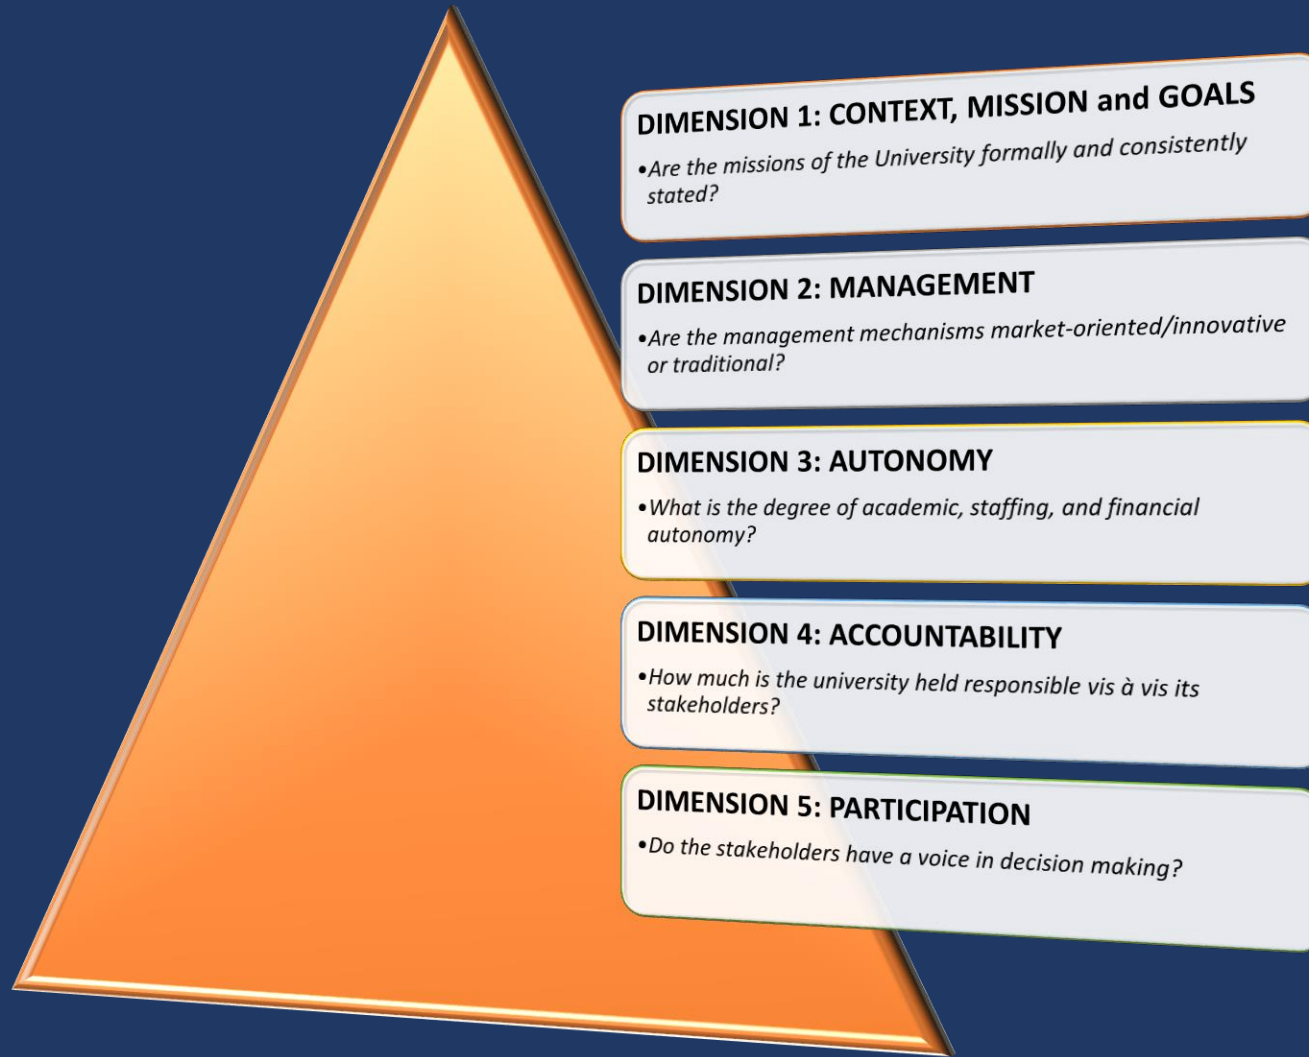 DIMENSION 1: CONTEXT, MISSION and GOALS
•Are the missions of the University formally and consistently
stated?
DIMENSION 2: MANAGEMENT
•Are the management mechanisms market-oriented/innovative
or traditional?
DIMENSION 3: AUTONOMY
•What is the degree of academic, staffing, and financial
autonomy?
DIMENSION 4: ACCOUNTABILITY
•How much is the university held responsible vis à vis its
stakeholders?
DIMENSION 5: PARTICIPATION
•Do the stakeholders have a voice in decision making?